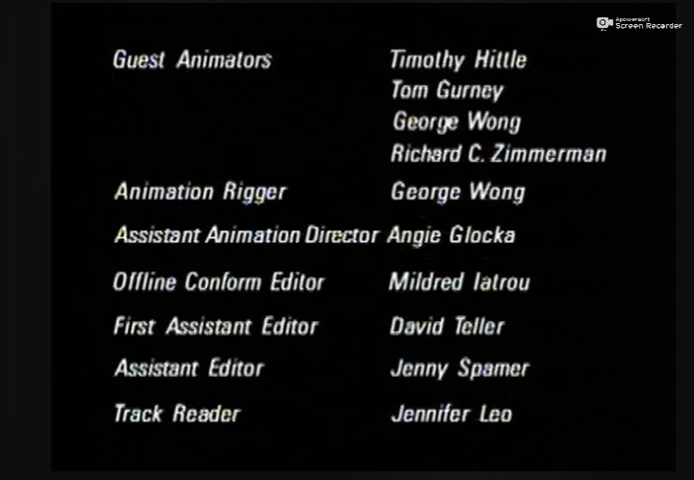 Apowersoft
Screen Recorder
Guest Animators Timothy Hittle
Tom Gurney
George Wong
Richard C. Zimmerman
Animation Rigger George Wong
Assistant Animation Director Angie Glocka
Offline Conform Editor Mildred Iatrou
First Assistant Editor David Teller
Assistant Editor Jenny Spamer
Track Reader Jennifer Leo